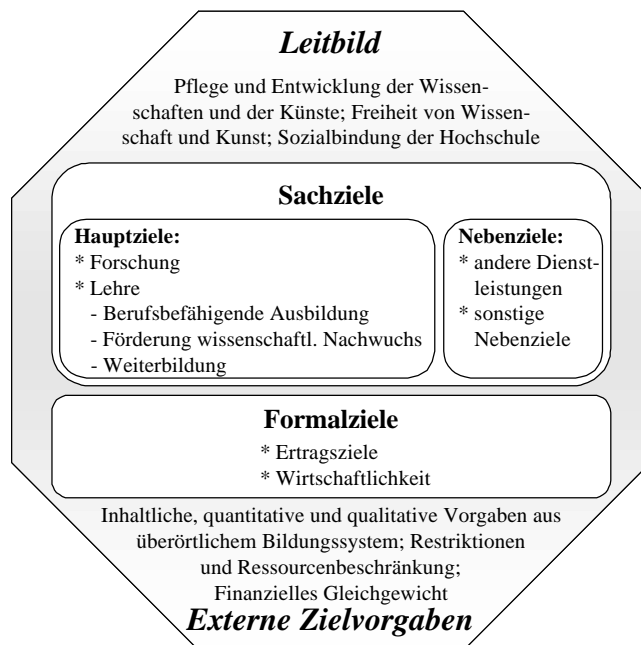 Leitbild
Pflege und Entwicklung der Wissen-
schaften und der Künste; Freiheit von Wissen-
schaft und Kunst; Sozialbindung der Hochschule
Sachziele
Hauptziele:
* Forschung
* Lehre
- Berufsbefähigende Ausbildung
- Förderung wissenschaftl. Nachwuchs
- Weiterbildung
Nebenziele:
* andere Dienst-
leistungen
* sonstige
Nebenziele
Formalziele
* Ertragsziele
* Wirtschaftlichkeit
Inhaltliche, quantitative und qualitative Vorgaben aus
überörtlichem Bildungssystem; Restriktionen
und Ressourcenbeschränkung;
Finanzielles Gleichgewicht
Externe Zielvorgaben